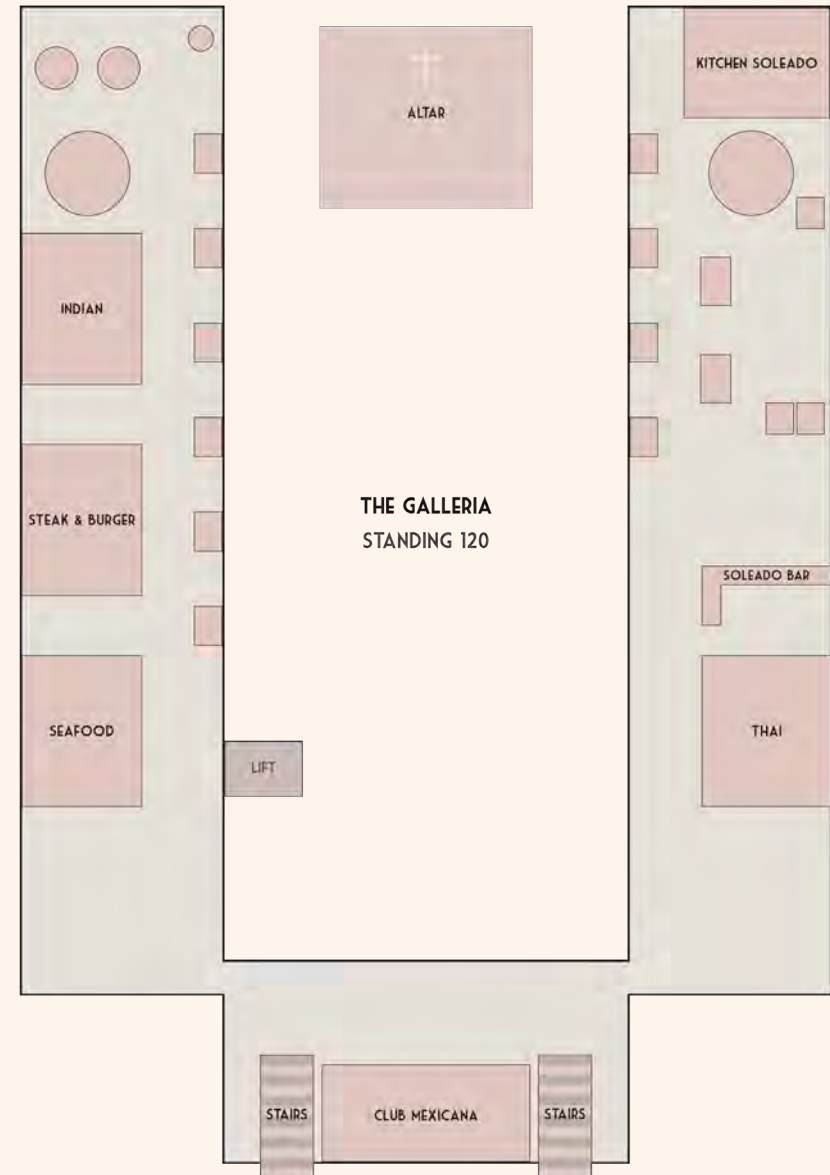 KITCHEN SOLEADO
ALTAR
INDIAN
THE GALLERIA
STANDING 120
STEAK & BURGER
SOLEADO BAR
SEAFOOD
THAI
LIFT
STAIRS
CLUB MEXICANA
STAIRS